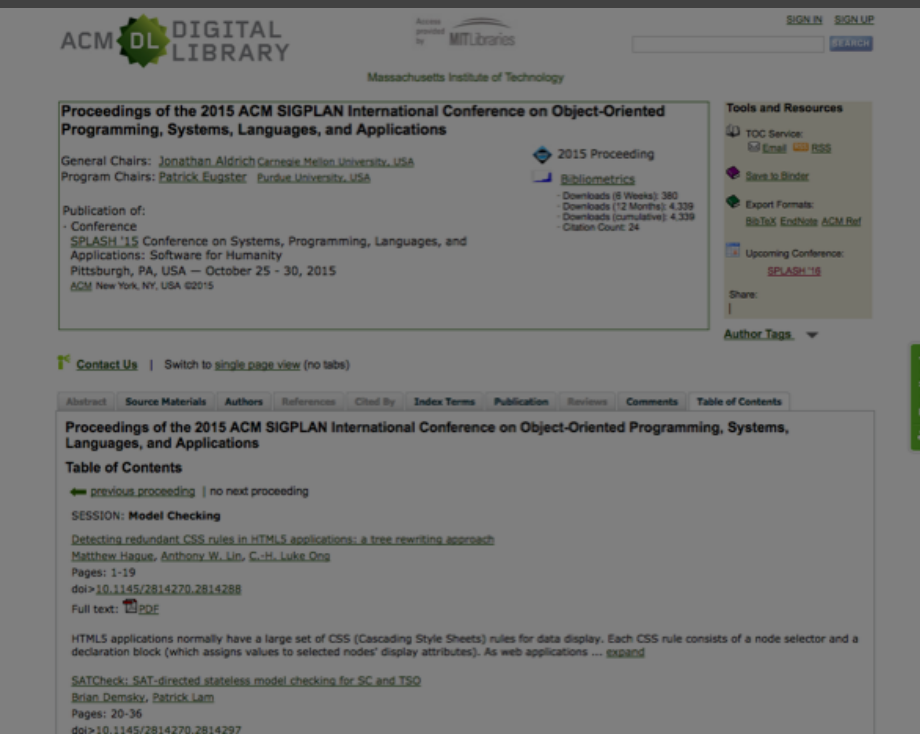 SIGN IN SIGN UP
ACM DL DIGITAL LIBRARY
Access provided by MITLibraries
SEARCH
Massachusetts Institute of Technology
Proceedings of the 2015 ACM SIGPLAN International Conference on Object-Oriented
Programming, Systems, Languages, and Applications
General Chairs: Jonathan Aldrich Carnegie Mellon University, USA
Program Chairs: Patrick Eugster Purdue University, USA
Publication of:
· Conference
SPLASH '15 Conference on Systems, Programming, Languages, and
Applications: Software for Humanity
Pittsburgh, PA, USA — October 25 - 30, 2015
ACM New York, NY, USA ©2015
2015 Proceeding
Bibliometrics
· Downloads (6 Weeks): 380
· Downloads (12 Months): 4,339
· Downloads (cumulative): 4,339
· Citation Count: 24
Tools and Resources
TOC Service:
Email RSS
Save to Binder
Export Formats:
BibTeX EndNote ACM Ref
Upcoming Conference:
SPLASH '16
Share:
|
Author Tags
Contact Us | Switch to single page view (no tabs)
Abstract Source Materials Authors References Cited By Index Terms Publication Reviews Comments Table of Contents
Proceedings of the 2015 ACM SIGPLAN International Conference on Object-Oriented Programming, Systems,
Languages, and Applications
Table of Contents
previous proceeding | no next proceeding
SESSION: Model Checking
Detecting redundant CSS rules in HTML5 applications: a tree rewriting approach
Matthew Hague, Anthony W. Lin, C.-H. Luke Ong
Pages: 1-19
doi>10.1145/2814270.2814288
Full text: PDF
HTML5 applications normally have a large set of CSS (Cascading Style Sheets) rules for data display. Each CSS rule consists of a node selector and a
declaration block (which assigns values to selected nodes' display attributes). As web applications ... expand
SATCheck: SAT-directed stateless model checking for SC and TSO
Brian Demsky, Patrick Lam
Pages: 20-36
doi>10.1145/2814270.2814297